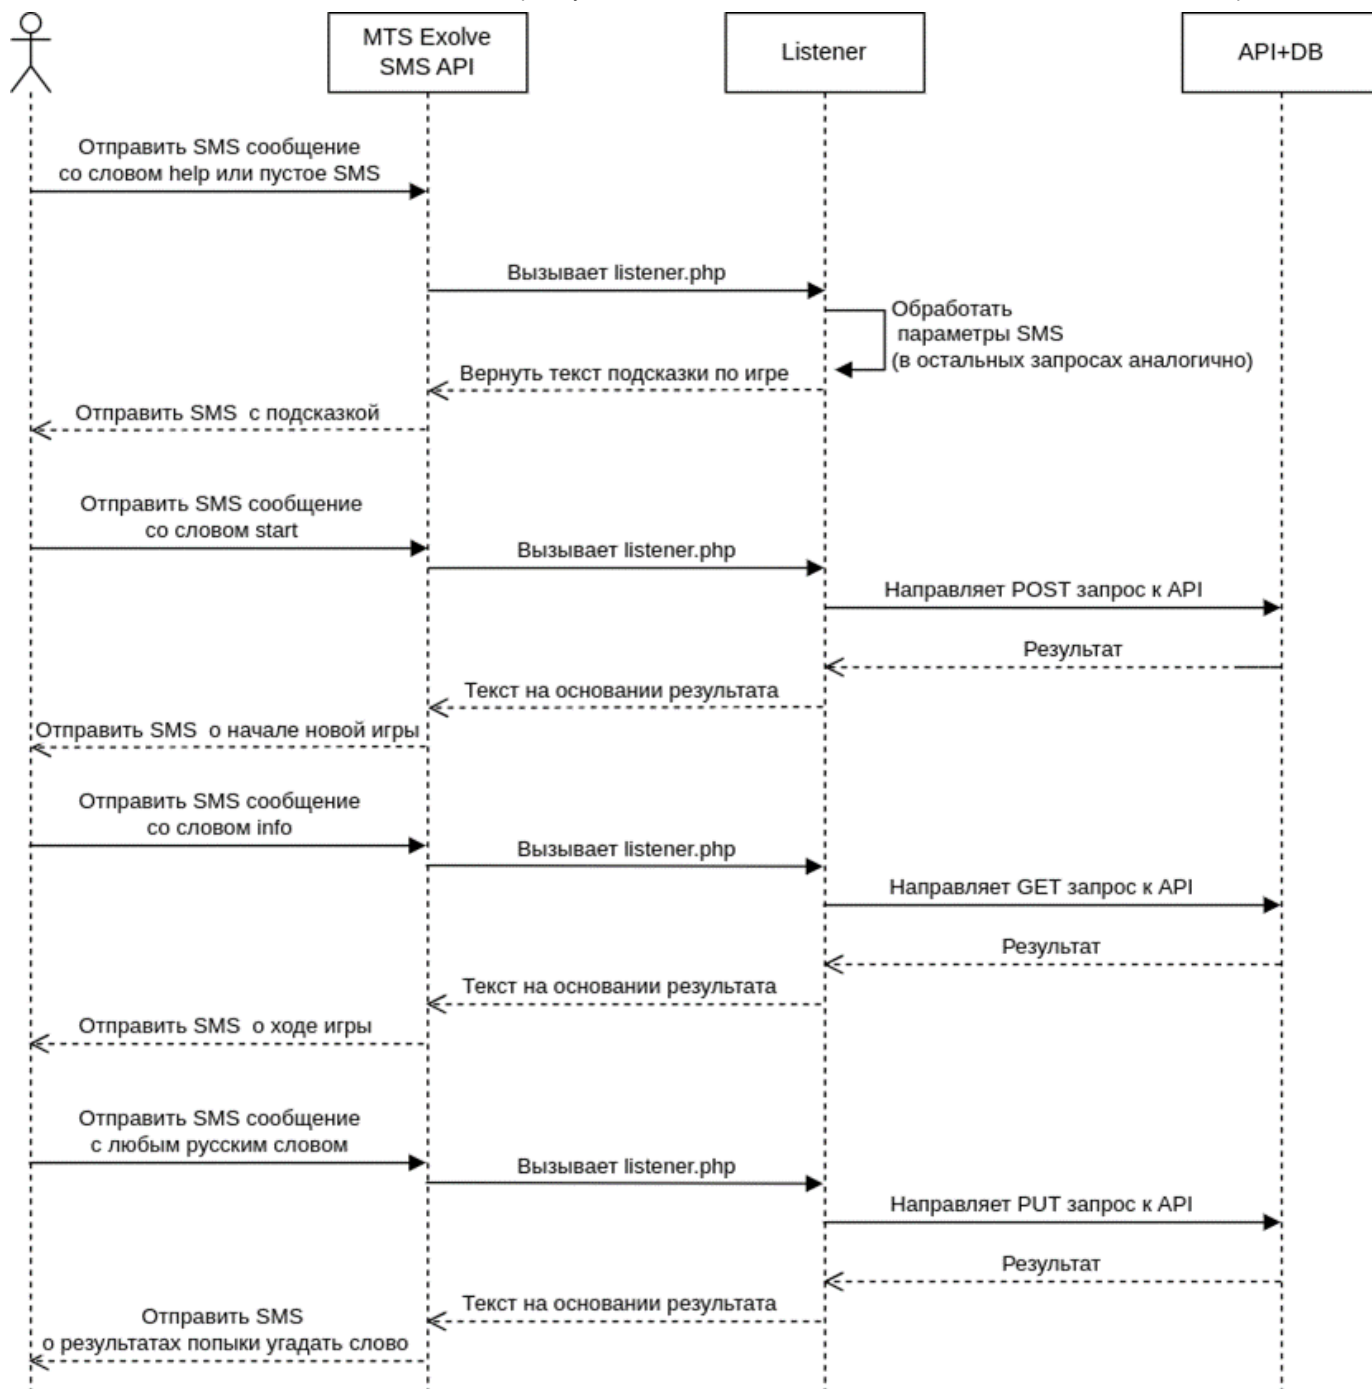 MTS Exolve
SMS API
Listener
API+DB
Отправить SMS сообщение
со словом help или пустое SMS
Вызывает listener.php
Обработать
параметры SMS
(в остальных запросах аналогично)
Вернуть текст подсказки по игре
Отправить SMS с подсказкой
Отправить SMS сообщение
со словом start
Вызывает listener.php
Направляет POST запрос к API
Результат
Текст на основании результата
Отправить SMS о начале новой игры
Отправить SMS сообщение
со словом info
Вызывает listener.php
Направляет GET запрос к API
Результат
Текст на основании результата
Отправить SMS о ходе игры
Отправить SMS сообщение
с любым русским словом
Вызывает listener.php
Направляет PUT запрос к API
Результат
Текст на основании результата
Отправить SMS
о результатах попыки угадать слово